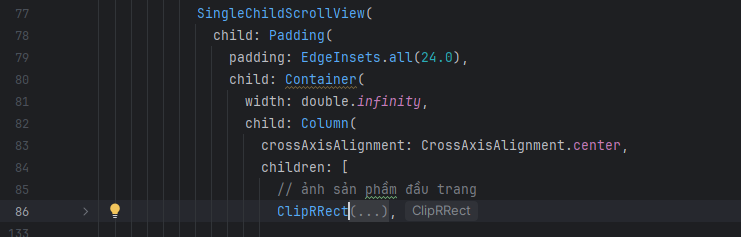 77 SingleChildScrollView(
78 child: Padding(
79 padding: EdgeInsets.all(24.0),
80 child: Container(
81 width: double.infinity,
82 child: Column(
83 crossAxisAlignment: CrossAxisAlignment.center,
84 children: [
85 // ảnh sản phẩm đầu trang
86 ClipRRect(...), ClipRRect
133